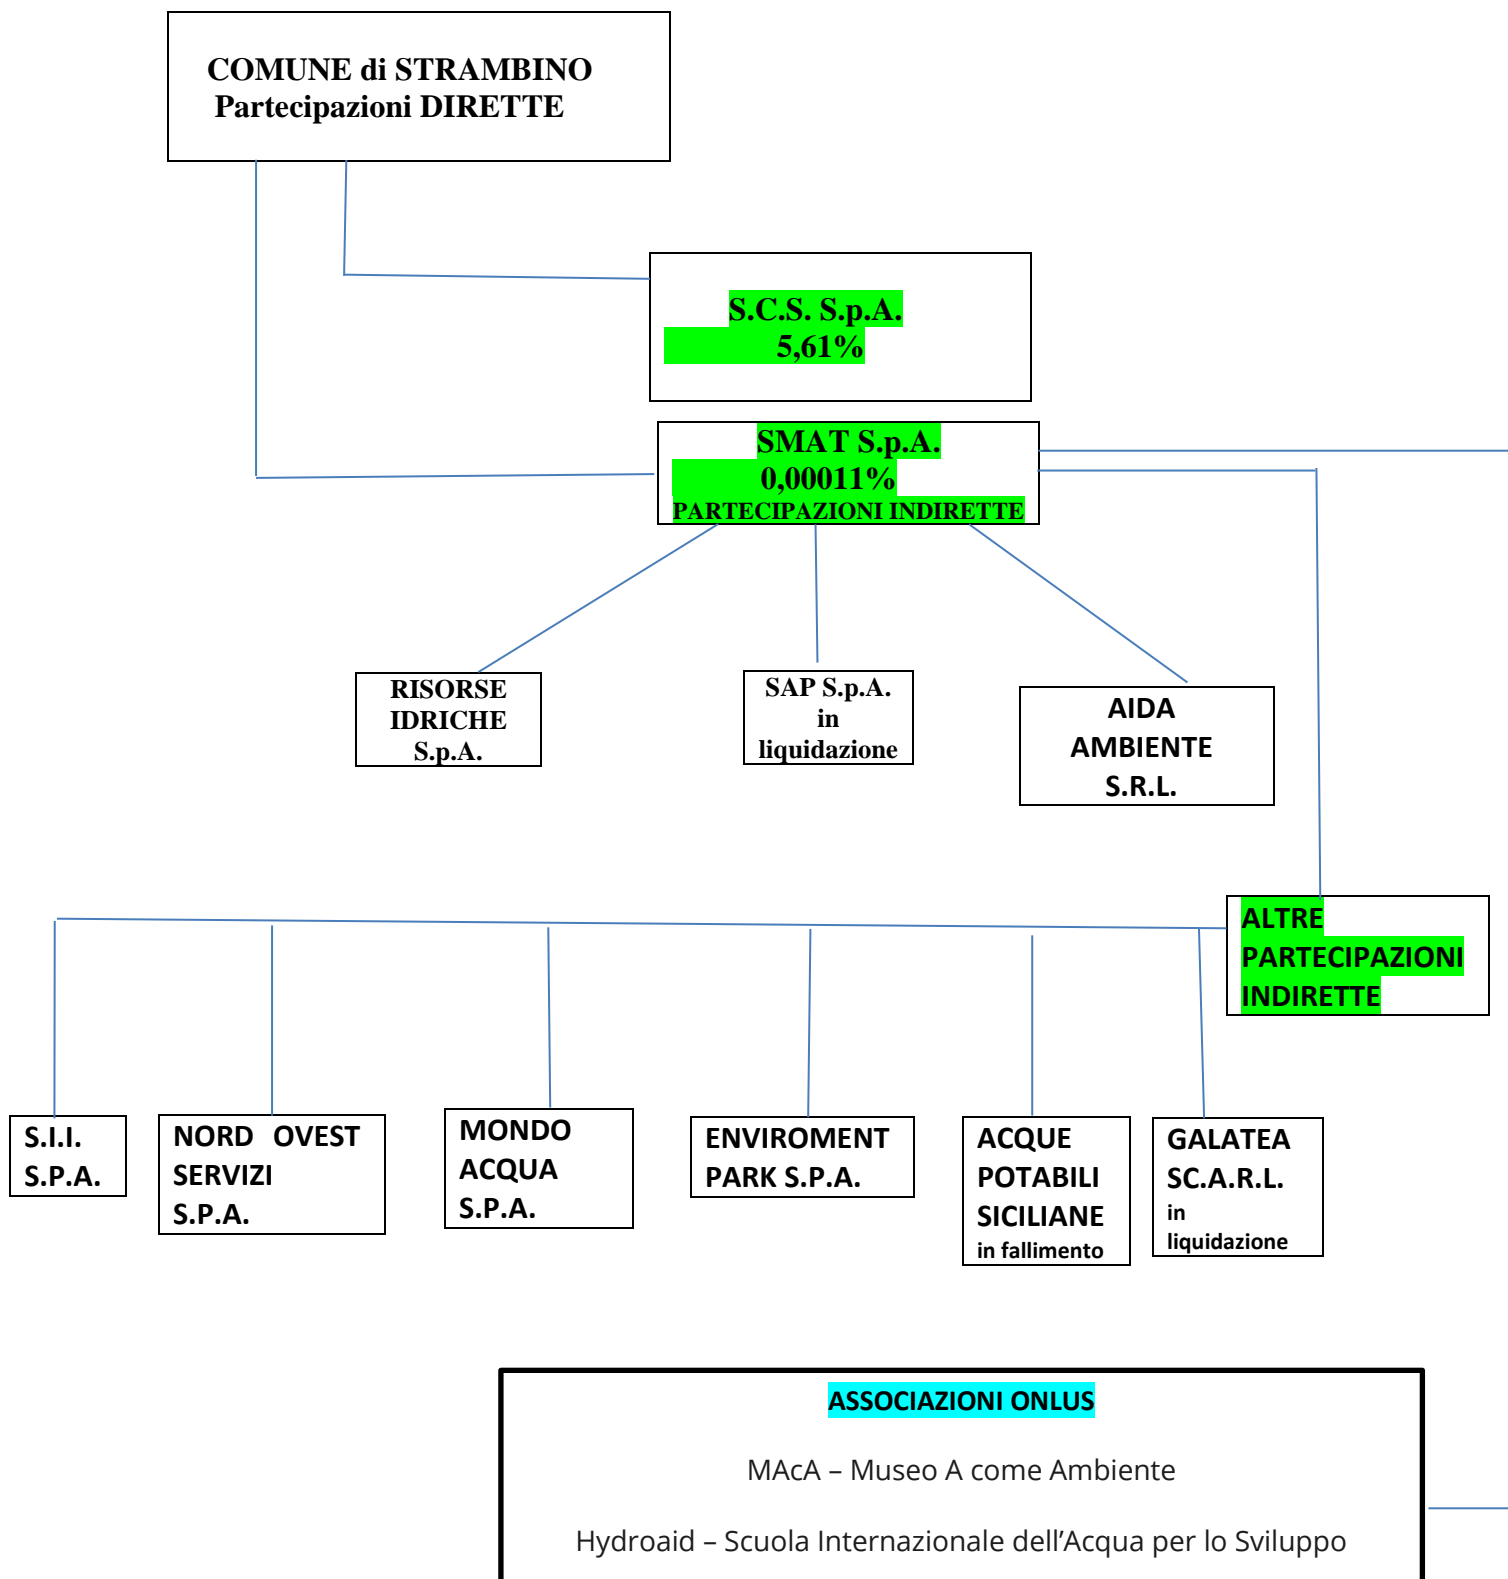 COMUNE di STRAMBINO
Partecipazioni DIRETTE
S.C.S. S.p.A.
5,61%
SMAT S.p.A.
0,00011%
PARTECIPAZIONI INDIRETTE
RISORSE
IDRICHE
S.p.A.
SAP S.p.A.
in
liquidazione
AIDA
AMBIENTE
S.R.L.
ALTRE
PARTECIPAZIONI
INDIRETTE
S.I.I.
S.P.A.
NORD OVEST
SERVIZI
S.P.A.
MONDO
ACQUA
S.P.A.
ENVIROMENT
PARK S.P.A.
ACQUE
POTABILI
SICILIANE
in fallimento
GALATEA
SC.A.R.L.
in
liquidazione
ASSOCIAZIONI ONLUS
MAcA – Museo A come Ambiente
Hydroaid – Scuola Internazionale dell’Acqua per lo Sviluppo